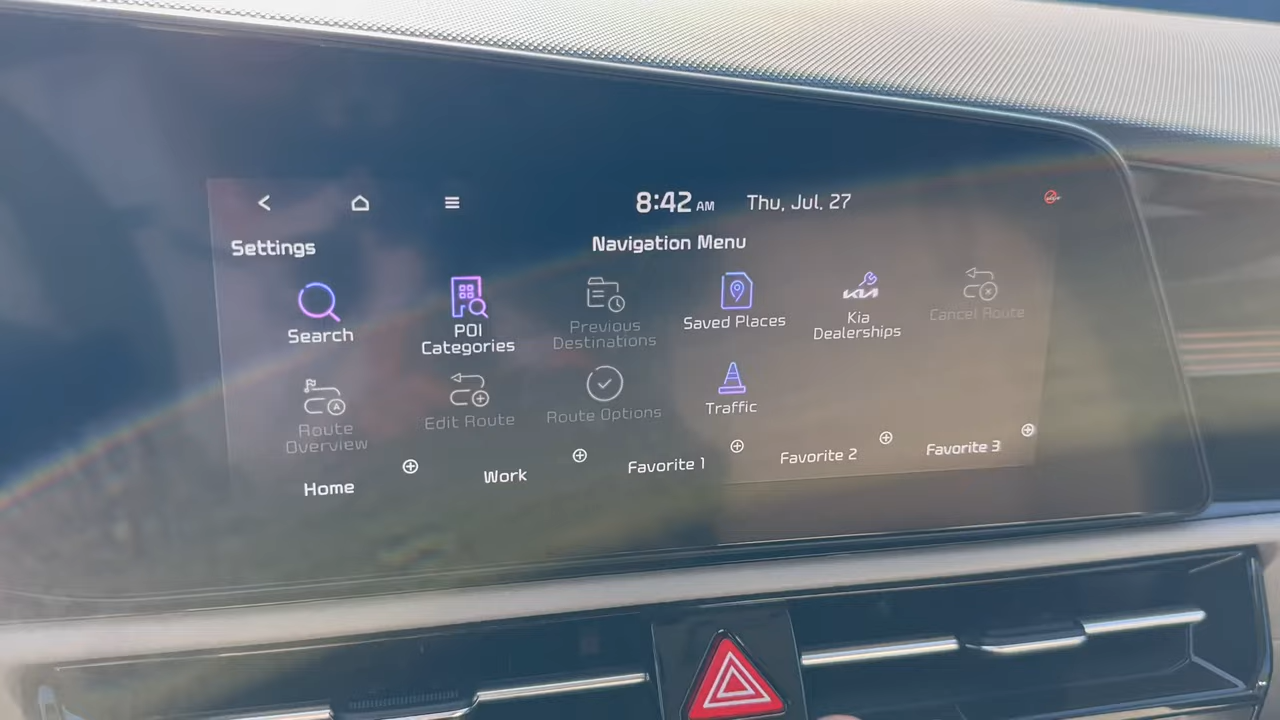 8:42 AM Thu, Jul. 27
Settings
Navigation Menu
Search
POI
Categories
Previous
Destinations
Saved Places
KIA
Kia
Dealerships
Cancel Route
Route
Overview
Edit Route
Route Options
Traffic
Home
Work
Favorite 1
Favorite 2
Favorite 3